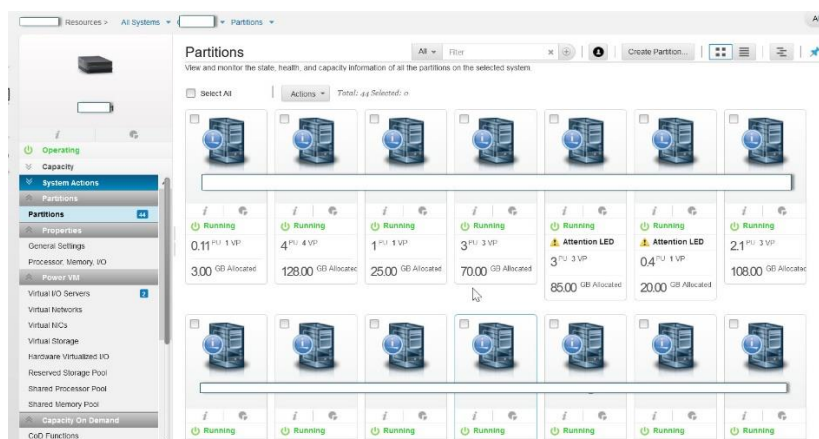 Resources > All Systems Partitions
Partitions
All Filter Create Partition...
View and monitor the state, health, and capacity information of all the partitions on the selected system.
Select All Actions Total: 44 Selected: 0
Operating
Capacity
System Actions
Partitions
Partitions 44
Properties
General Settings
Processor, Memory, I/O
Power VM
Virtual I/O Servers 2
Virtual Networks
Virtual NICs
Virtual Storage
Hardware Virtualized I/O
Reserved Storage Pool
Shared Processor Pool
Shared Memory Pool
Capacity On Demand
CoD Functions
Running Running Running Running Running Running Running
Attention LED Attention LED
0.11 PU 1 VP 4 PU 4 VP 1 PU 1 VP 3 PU 3 VP 3 PU 3 VP 0.4 PU 1 VP 2.1 PU 3 VP
3.00 GB Allocated 128.00 GB Allocated 25.00 GB Allocated 70.00 GB Allocated 85.00 GB Allocated 20.00 GB Allocated 108.00 GB Allocated
Running Running Running Running Running Running Running